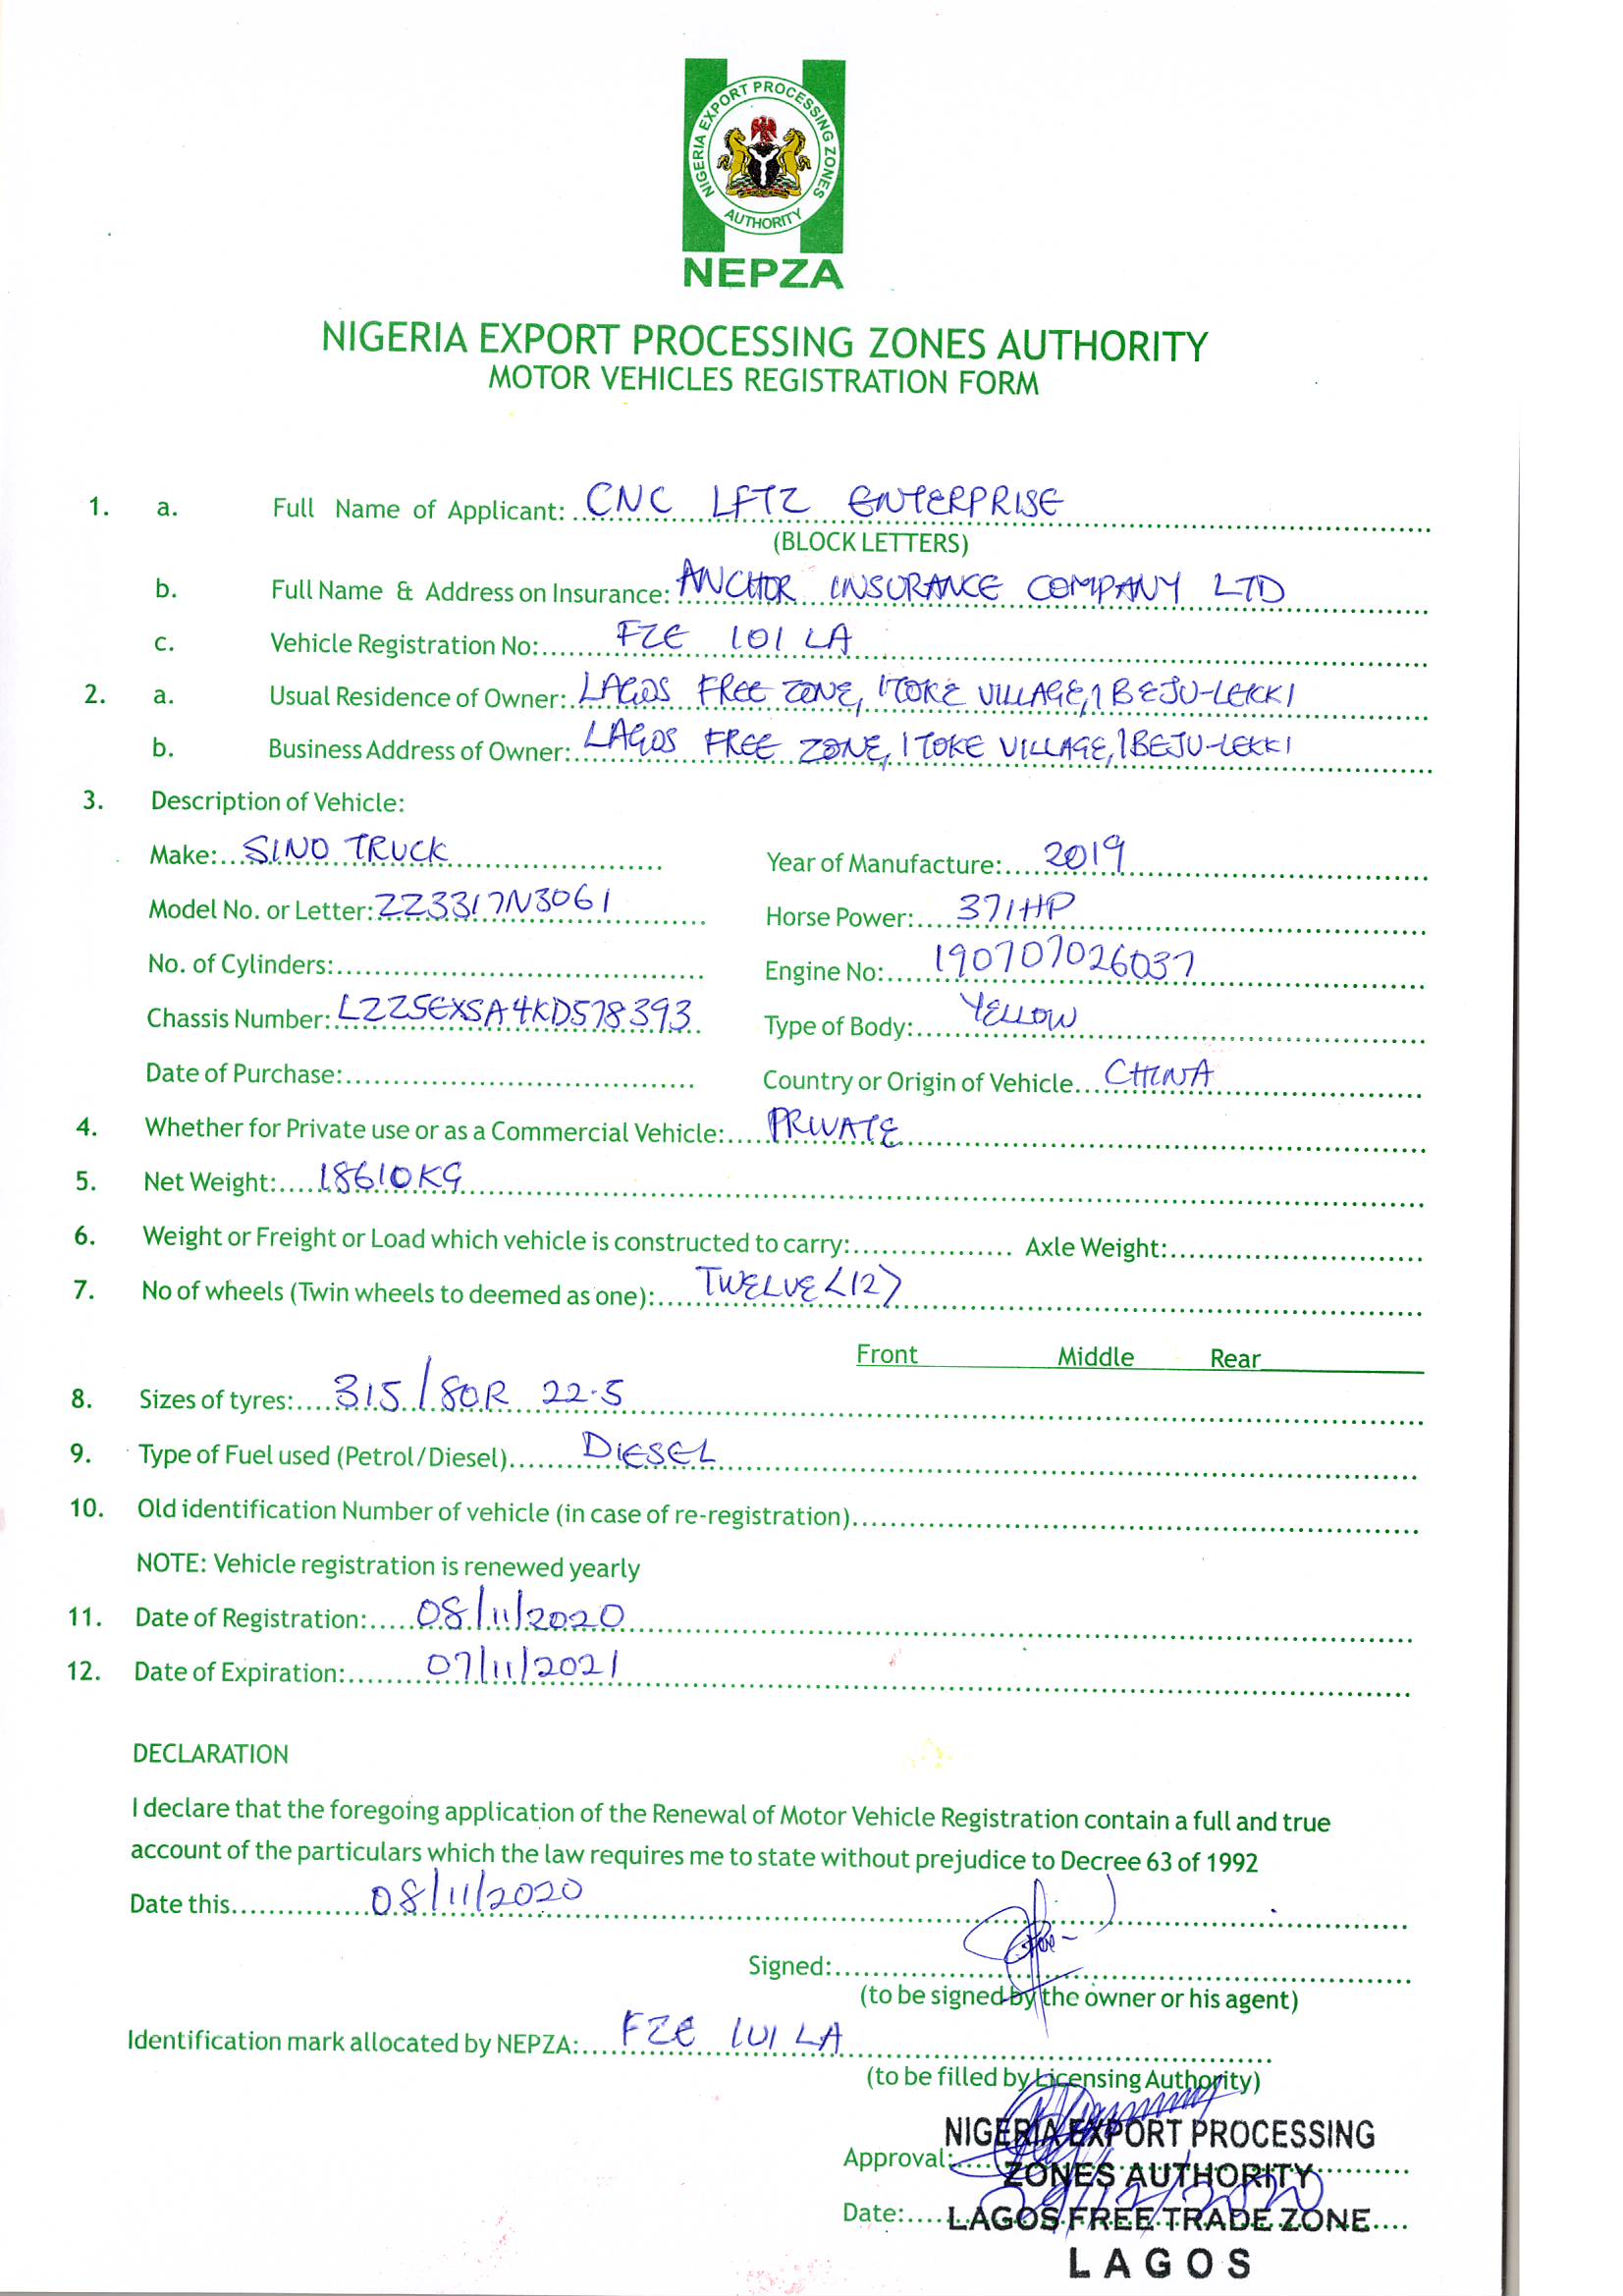 NIGERIA EXPORT PROCESSING ZONES
AUTHORITY
NEPZA
NIGERIA EXPORT PROCESSING ZONES AUTHORITY
MOTOR VEHICLES REGISTRATION FORM
1. a. Full Name of Applicant: CNC LFTZ ENTERPRISE
(BLOCK LETTERS)
b. Full Name & Address on Insurance: ANCHOR INSURANCE COMPANY LTD
c. Vehicle Registration No: FZE 101 LA
2. a. Usual Residence of Owner: LAGOS FREE ZONE, ITOKE VILLAGE, IBEJU-LEKKI
b. Business Address of Owner: LAGOS FREE ZONE, ITOKE VILLAGE, IBEJU-LEKKI
3. Description of Vehicle:
Make: SINO TRUCK Year of Manufacture: 2019
Model No. or Letter: ZZ3317N3061 Horse Power: 371HP
No. of Cylinders: Engine No: 190707026037
Chassis Number: LZZ5EXSA4KD578393 Type of Body: YELLOW
Date of Purchase: Country or Origin of Vehicle CHINA
4. Whether for Private use or as a Commercial Vehicle: PRIVATE
5. Net Weight: 18610KG
6. Weight or Freight or Load which vehicle is constructed to carry: Axle Weight:
7. No of wheels (Twin wheels to deemed as one): TWELVE <12>
Front Middle Rear
8. Sizes of tyres: 315/80R 22.5
9. Type of Fuel used (Petrol/Diesel) DIESEL
10. Old identification Number of vehicle (in case of re-registration)
NOTE: Vehicle registration is renewed yearly
11. Date of Registration: 08/11/2020
12. Date of Expiration: 07/11/2021
DECLARATION
I declare that the foregoing application of the Renewal of Motor Vehicle Registration contain a full and true
account of the particulars which the law requires me to state without prejudice to Decree 63 of 1992
Date this 08/11/2020
Signed:
(to be signed by the owner or his agent)
Identification mark allocated by NEPZA: FZE 101 LA
(to be filled by Licensing Authority)
NIGERIA EXPORT PROCESSING
Approval: ZONES AUTHORITY
Date: LAGOS FREE TRADE ZONE
LAGOS